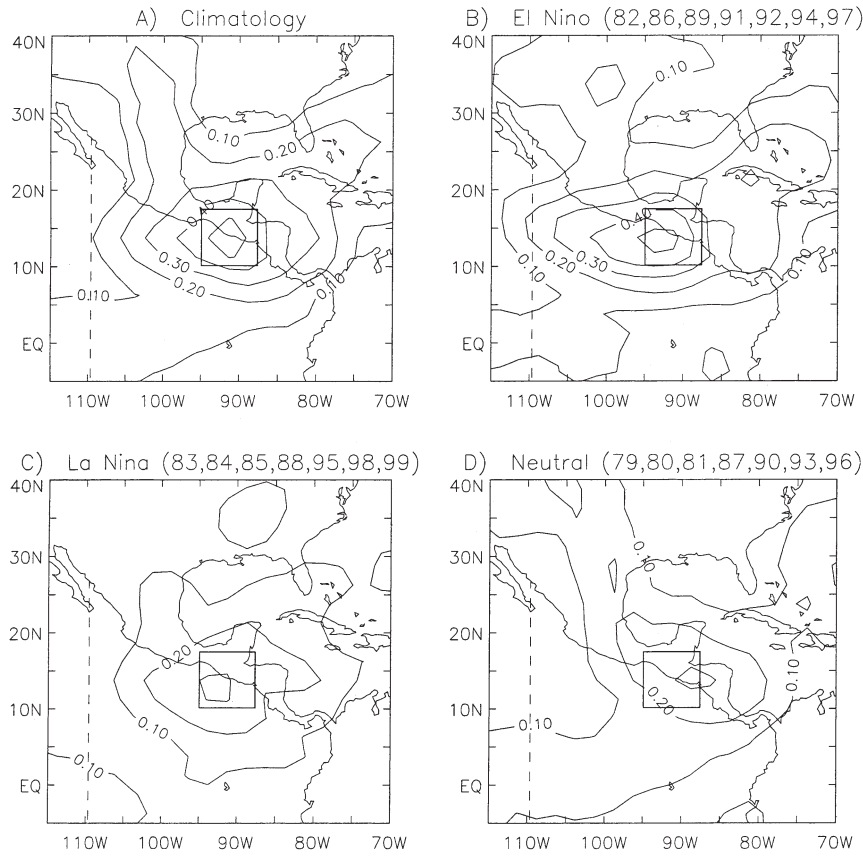 A) Climatology
B) El Nino (82,86,89,91,92,94,97)
40N
0.10
30N
0.10
0.20
20N
0.30
10N
0.20
0.10
0.10
EQ
110W 100W 90W 80W 70W
40N
0.10
30N
20N
0.40
0.30
10N
0.20
0.10
0.10
EQ
110W 100W 90W 80W 70W
C) La Nina (83,84,85,88,95,98,99)
D) Neutral (79,80,81,87,90,93,96)
40N
30N
20N
0.20
10N
0.10
0.10
EQ
110W 100W 90W 80W 70W
40N
0.10
30N
20N
0.10
0.20
10N
0.10
EQ
110W 100W 90W 80W 70W